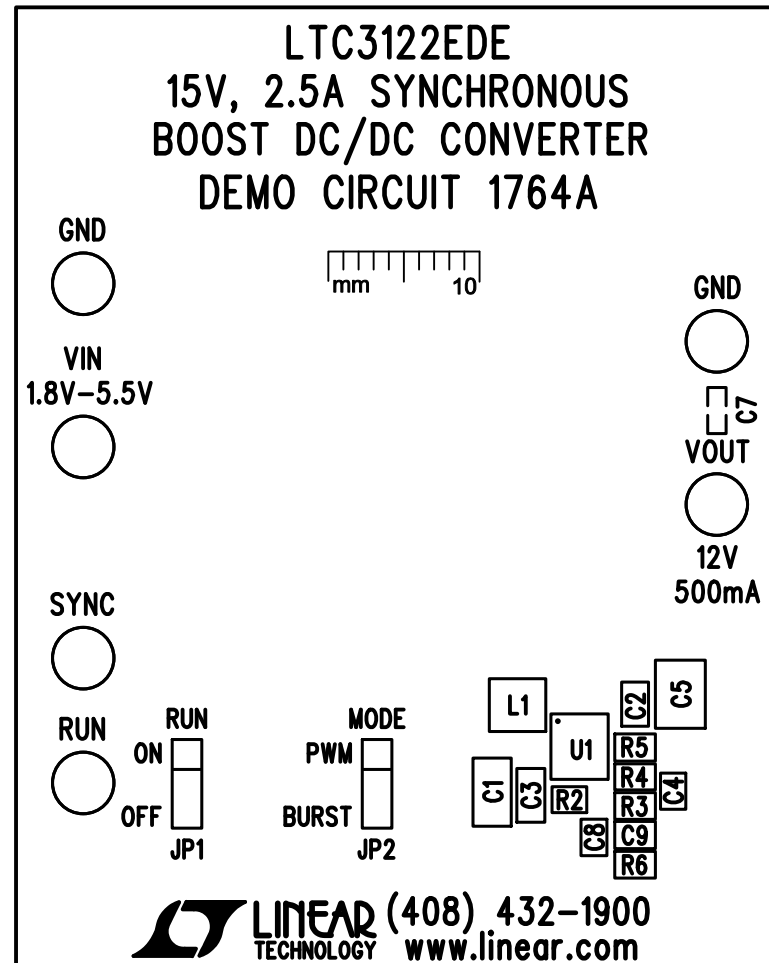 LTC3122EDE
15V, 2.5A SYNCHRONOUS
BOOST DC/DC CONVERTER
DEMO CIRCUIT 1764A
GND
mm 10
GND
VIN
1.8V-5.5V
C7
VOUT
12V
500mA
SYNC
RUN
RUN
ON
OFF
JP1
MODE
PWM
BURST
JP2
L1
U1
C2
C5
C1
C3
R2
C8
R5
R4
R3
C9
R6
C4
LINEAR
TECHNOLOGY
(408) 432-1900
www.linear.com